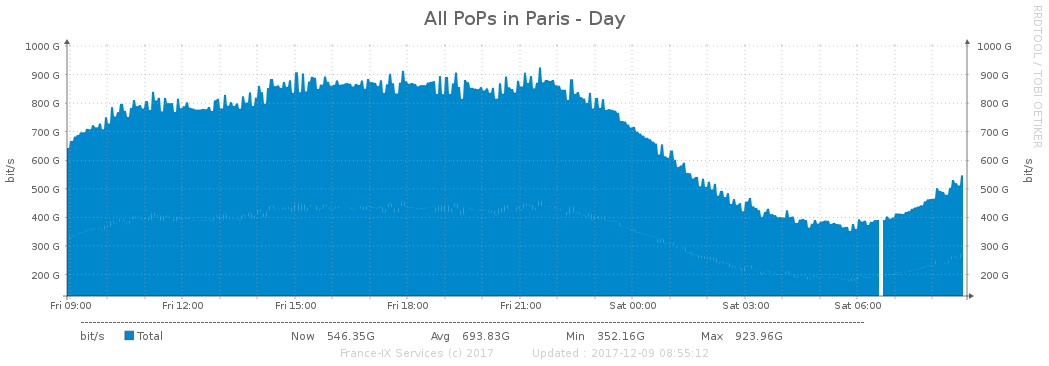 All PoPs in Paris - Day
RRDTOOL / TOBI OETIKER
1000 G 1000 G
900 G 900 G
800 G 800 G
700 G 700 G
600 G 600 G
500 G 500 G
400 G 400 G
300 G 300 G
200 G 200 G
bit/s bit/s
Fri 09:00 Fri 12:00 Fri 15:00 Fri 18:00 Fri 21:00 Sat 00:00 Sat 03:00 Sat 06:00
bit/s Total Now 546.35G Avg 693.83G Min 352.16G Max 923.96G
France-IX Services (c) 2017 Updated : 2017-12-09 08:55:12